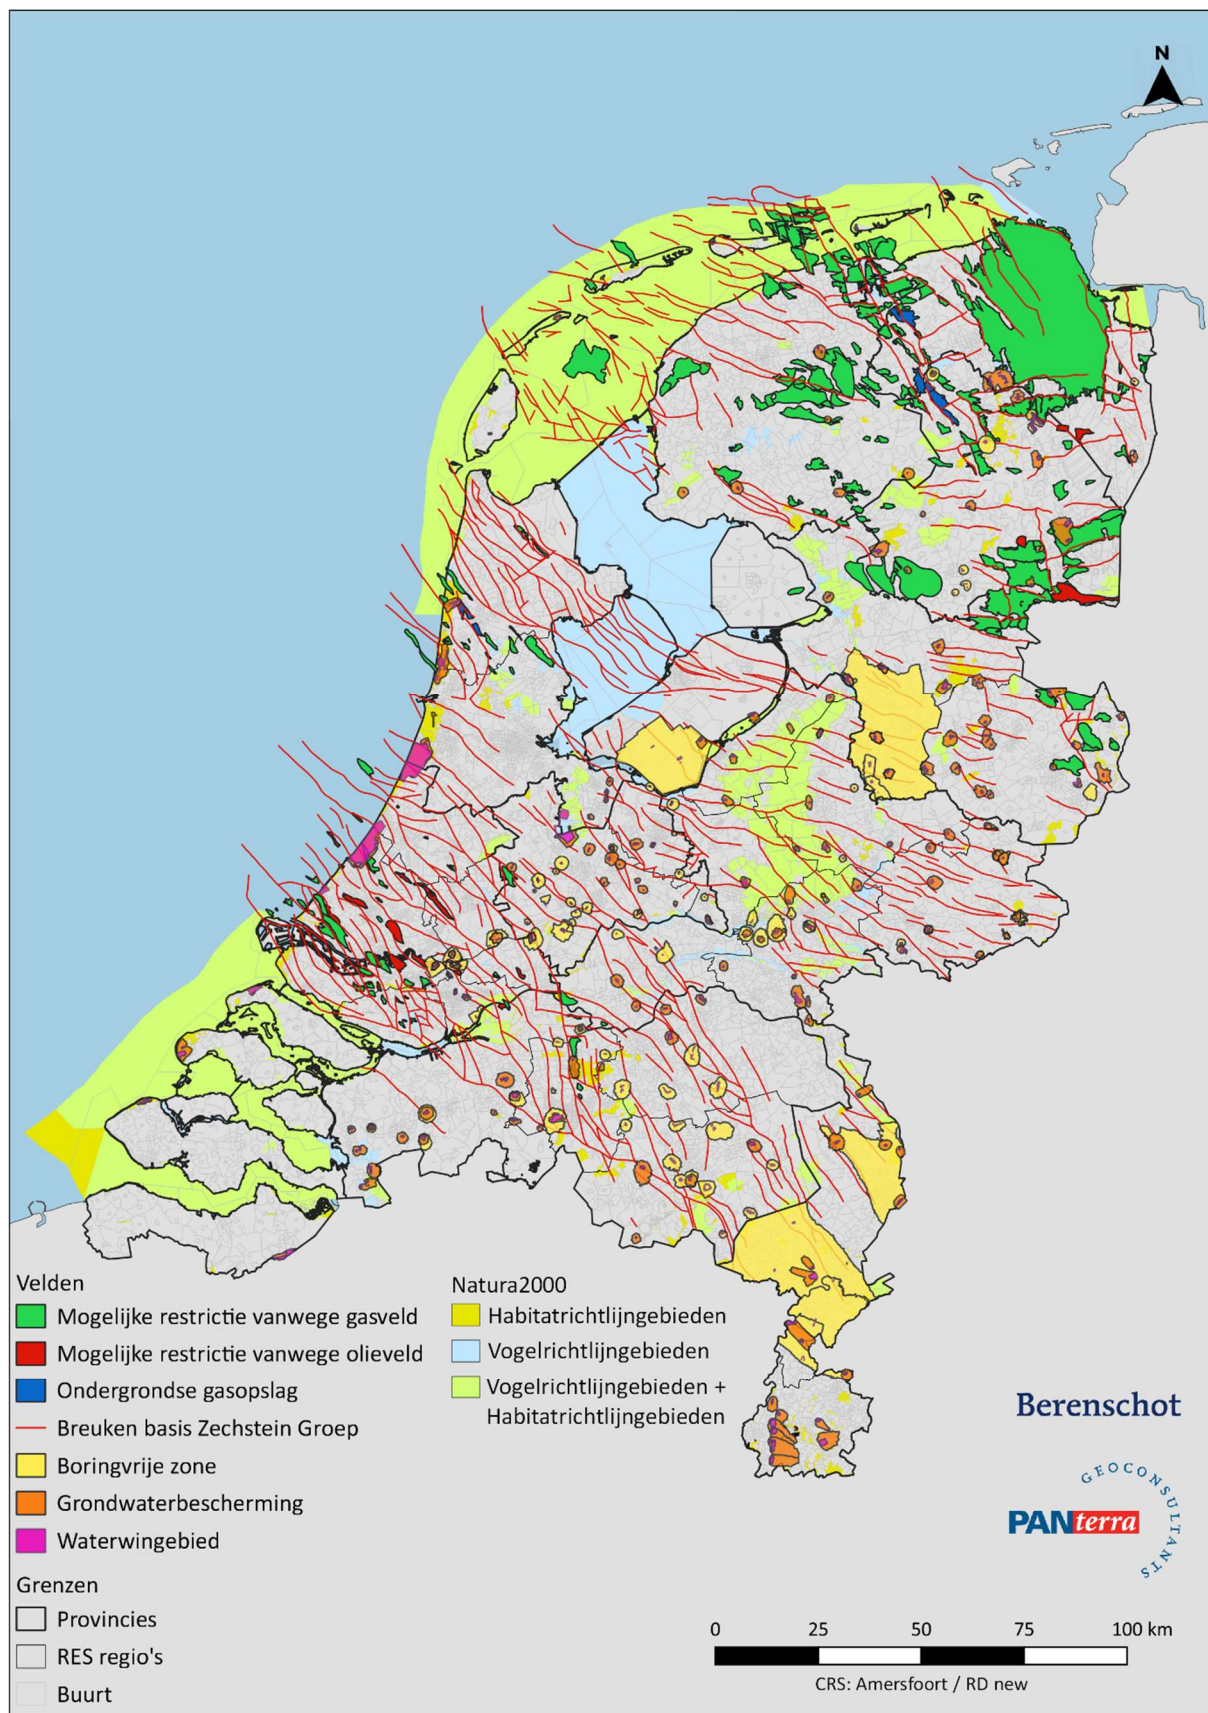 N
Velden
Mogelijke restrictie vanwege gasveld
Mogelijke restrictie vanwege olieveld
Ondergrondse gasopslag
Breuken basis Zechstein Groep
Boringvrije zone
Grondwaterbescherming
Waterwingebied
Grenzen
Provincies
RES regio's
Buurt
Natura2000
Habitatrichtlijngebieden
Vogelrichtlijngebieden
Vogelrichtlijngebieden +
Habitatrichtlijngebieden
Berenschot
PANterra
GEOCONSULTANTS
0 25 50 75 100 km
CRS: Amersfoort / RD new